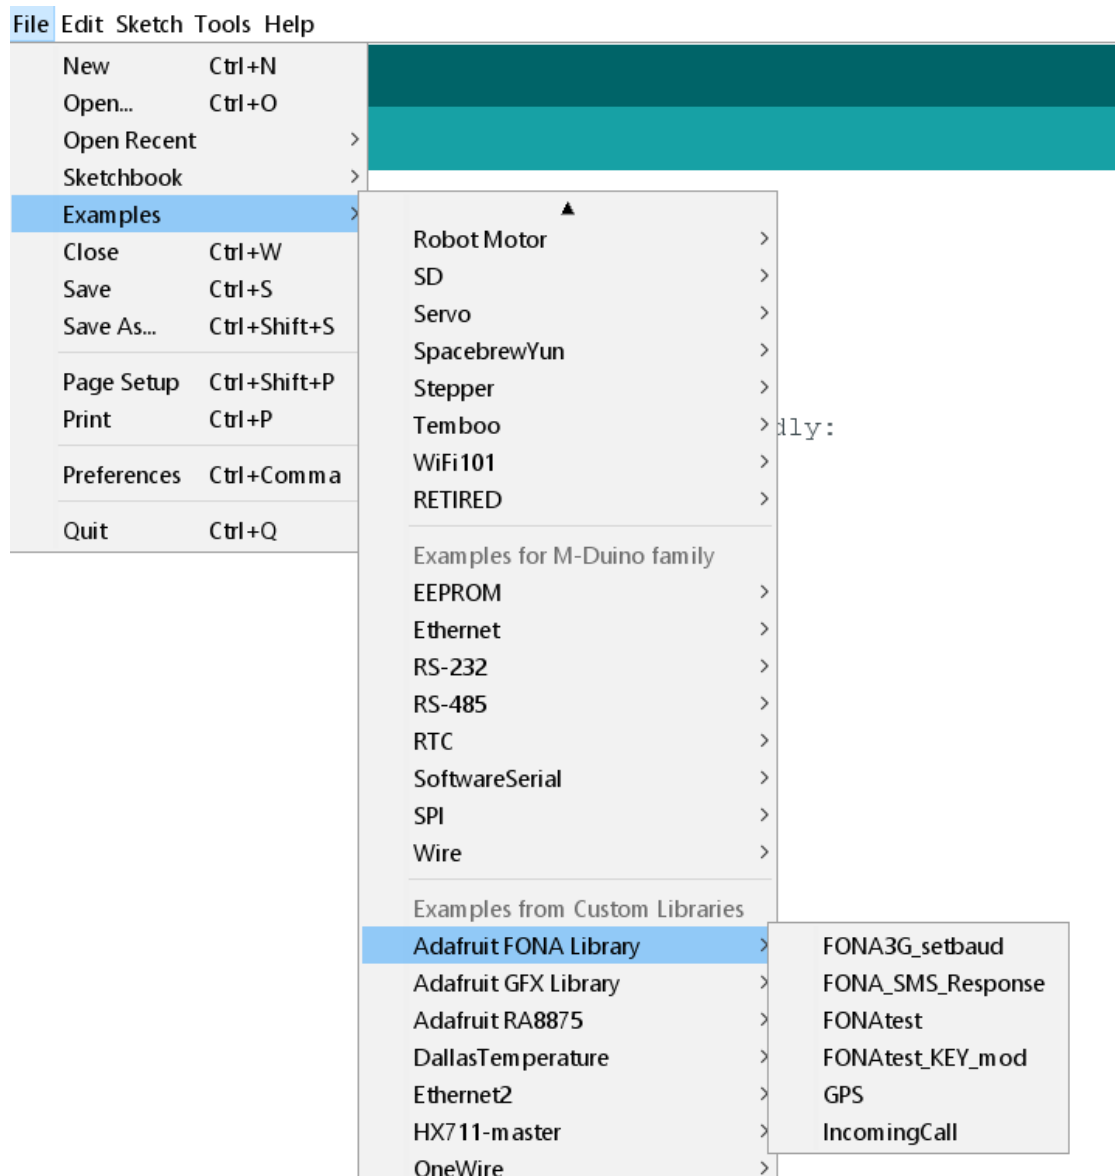 File Edit Sketch Tools Help
New Ctrl+N
Open... Ctrl+O
Open Recent
Sketchbook
Examples
Close Ctrl+W
Save Ctrl+S
Save As... Ctrl+Shift+S
Page Setup Ctrl+Shift+P
Print Ctrl+P
Preferences Ctrl+Comma
Quit Ctrl+Q
Robot Motor
SD
Servo
SpacebrewYun
Stepper
Temboo
WiFi101
RETIRED
Examples for M-Duino family
EEPROM
Ethernet
RS-232
RS-485
RTC
SoftwareSerial
SPI
Wire
Examples from Custom Libraries
Adafruit FONA Library
Adafruit GFX Library
Adafruit RA8875
DallasTemperature
Ethernet2
HX711-master
OneWire
FONA3G_setbaud
FONA_SMS_Response
FONAtest
FONAtest_KEY_mod
GPS
IncomingCall
dly: